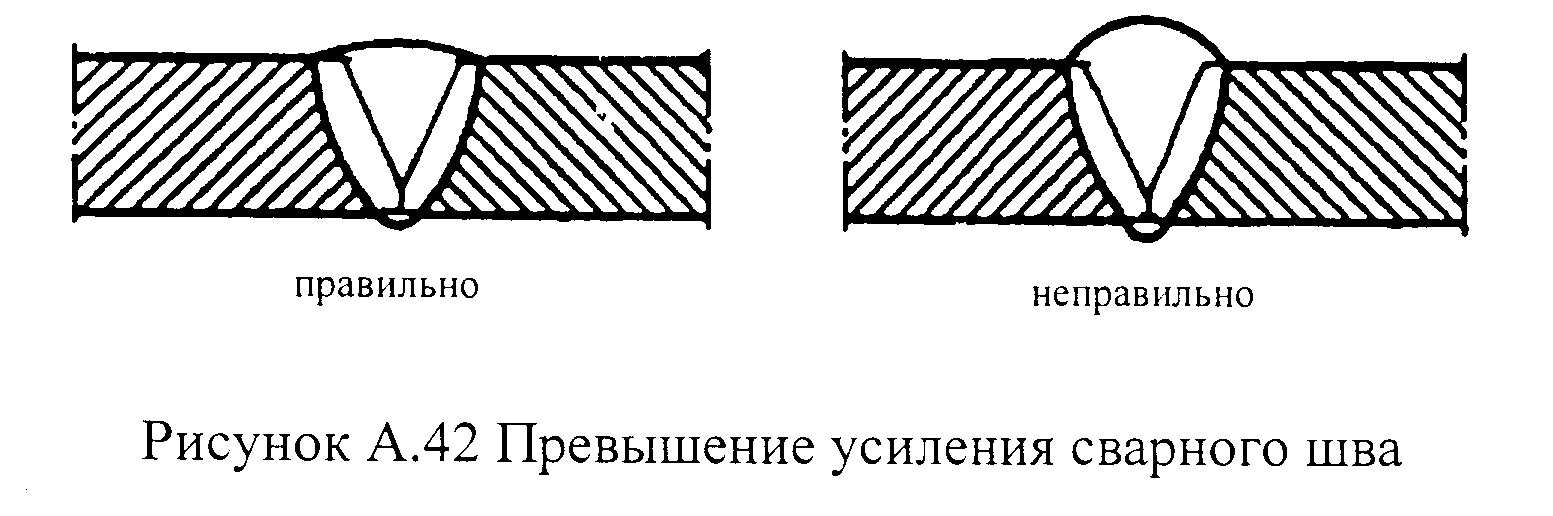 правильно
неправильно
Рисунок А.42 Превышение усиления сварного шва